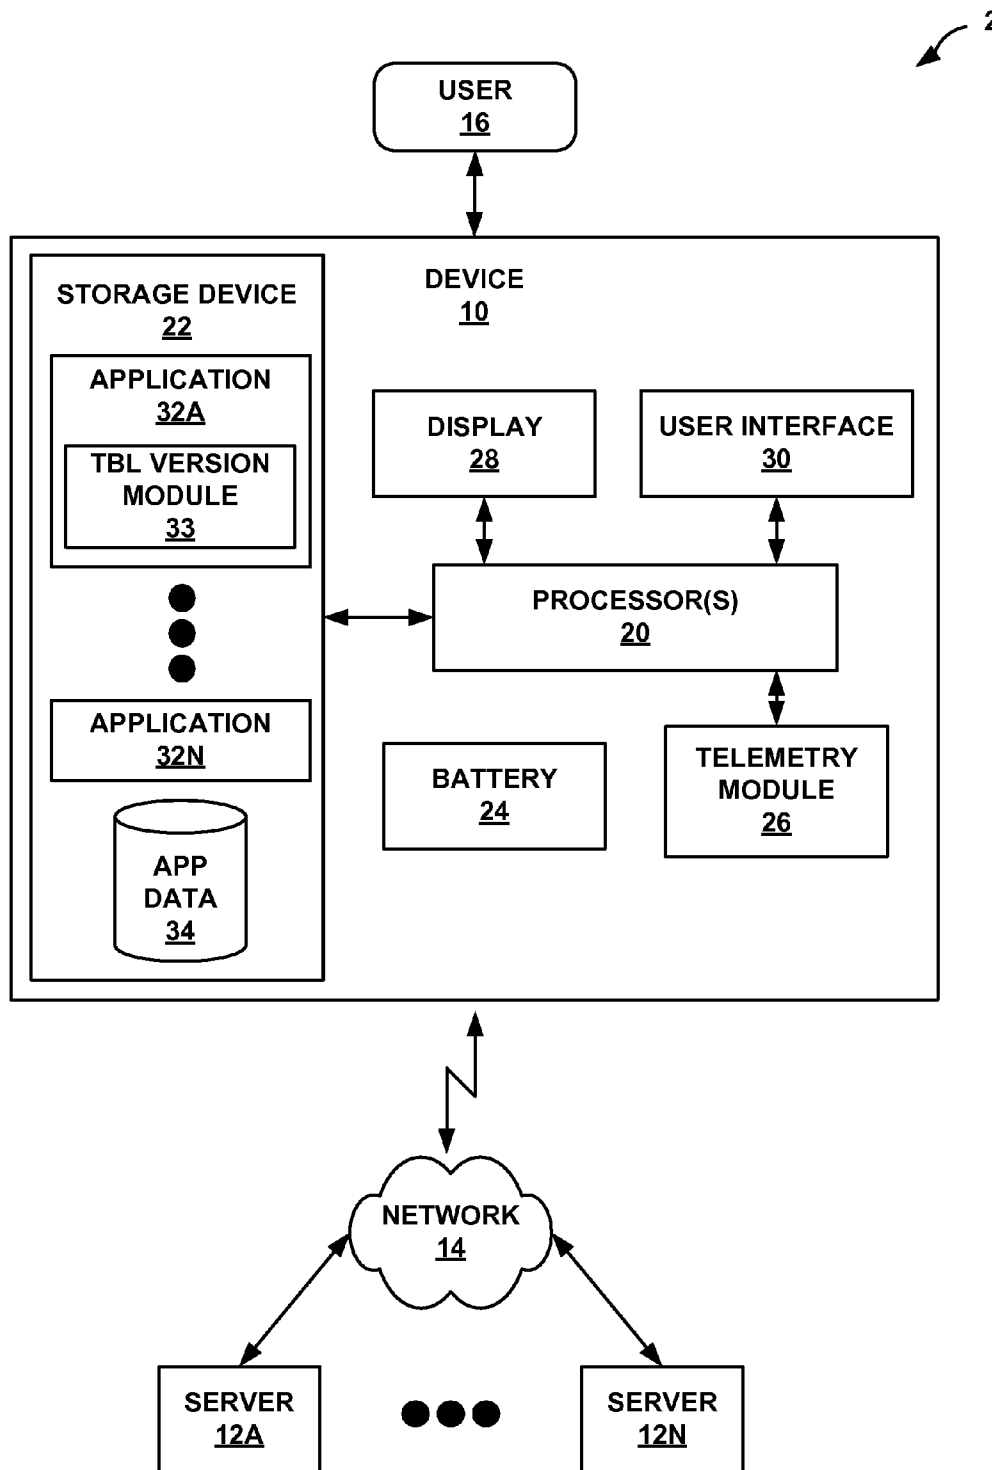 2
USER
16
DEVICE
10
STORAGE DEVICE
22
APPLICATION
32A
TBL VERSION
MODULE
33
APPLICATION
32N
APP
DATA
34
DISPLAY
28
USER INTERFACE
30
PROCESSOR(S)
20
BATTERY
24
TELEMETRY
MODULE
26
NETWORK
14
SERVER
12A
SERVER
12N